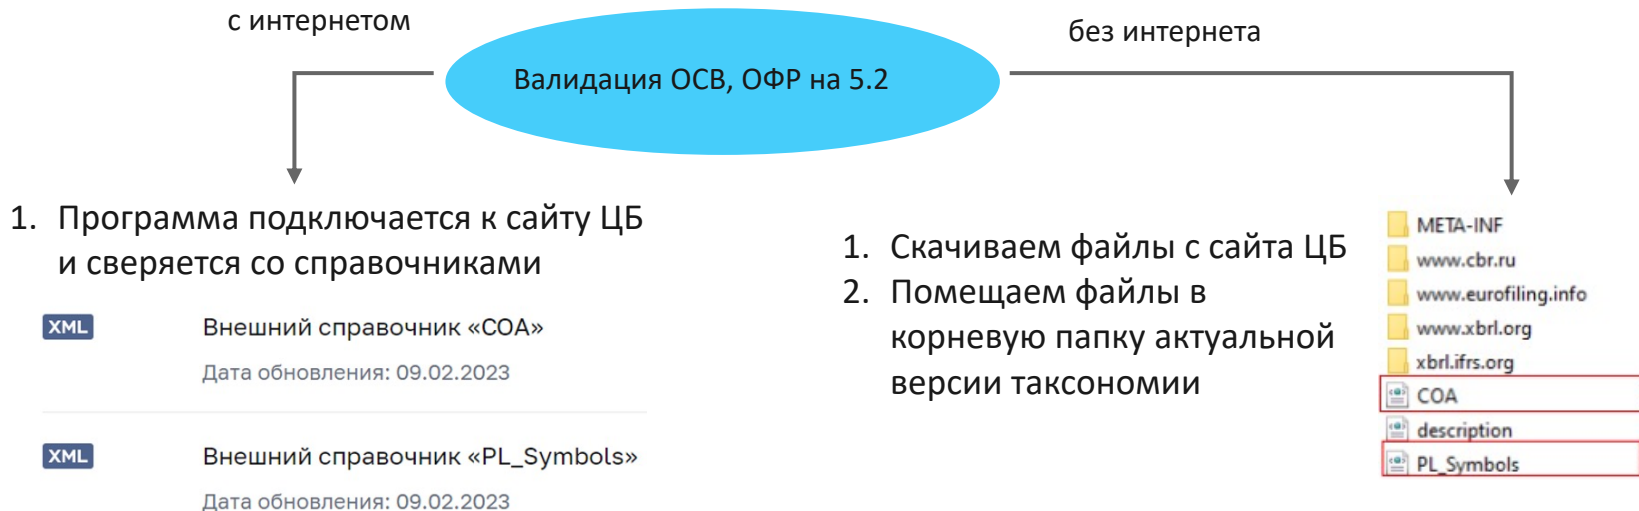 с интернетом
без интернета
Валидация ОСВ, ОФР на 5.2
1. Программа подключается к сайту ЦБ
и сверяется со справочниками
XML
Внешний справочник «COA»
Дата обновления: 09.02.2023
XML
Внешний справочник «PL_Symbols»
Дата обновления: 09.02.2023
1. Скачиваем файлы с сайта ЦБ
2. Помещаем файлы в
корневую папку актуальной
версии таксономии
META-INF
www.cbr.ru
www.eurofiling.info
www.xbrl.org
xbrl.ifrs.org
COA
description
PL_Symbols